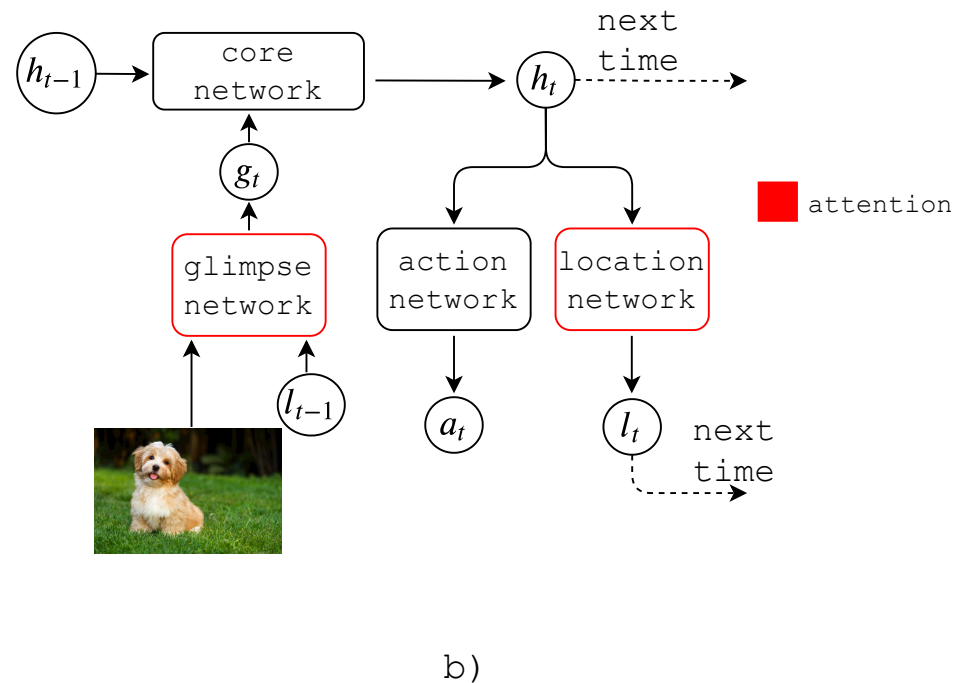 next
time
core
network
h_{t-1}
h_t
g_t
attention
glimpse
network
action
network
location
network
l_{t-1}
a_t
l_t
next
time
b)